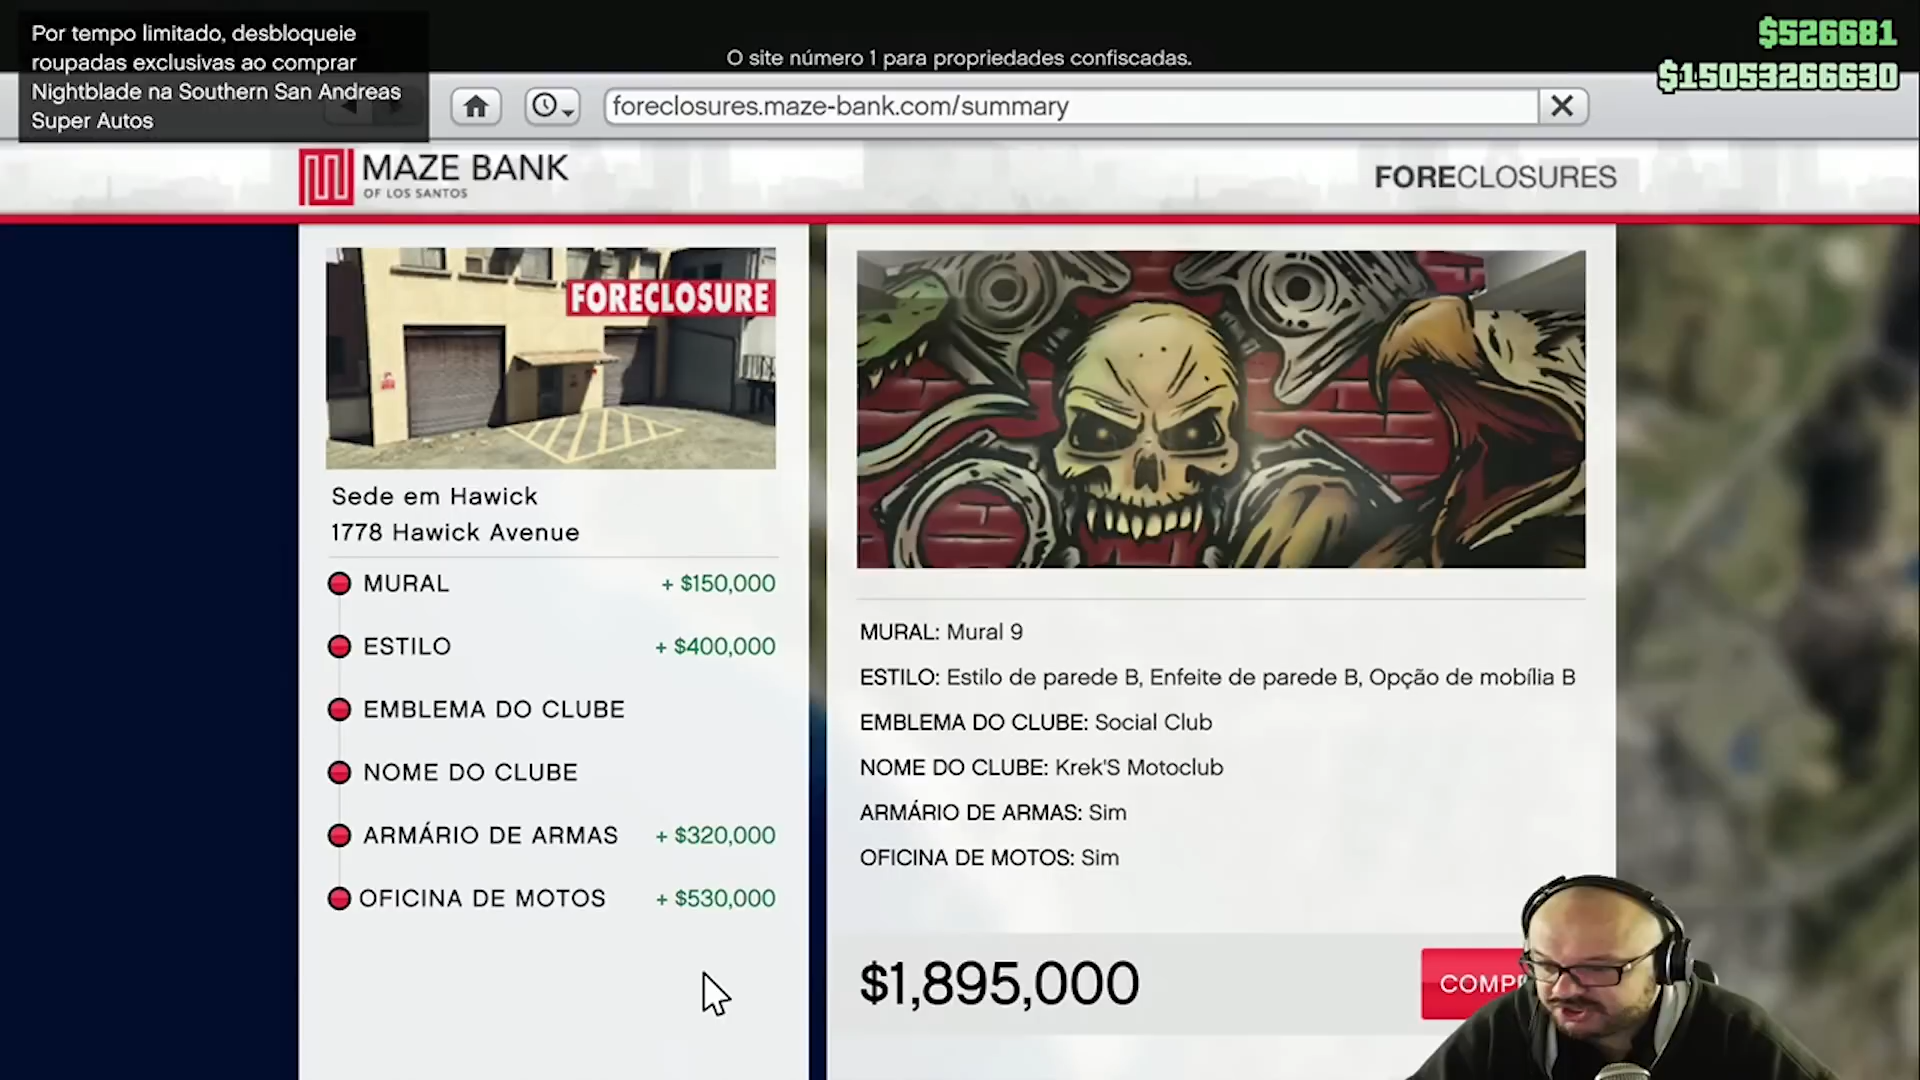 Por tempo limitado, desbloqueie
roupadas exclusivas ao comprar
Nightblade na Southern San Andreas
Super Autos
O site número 1 para propriedades confiscadas.
$526681
$15053266630
foreclosures.maze-bank.com/summary
MAZE BANK
OF LOS SANTOS
FORECLOSURES
FORECLOSURE
Sede em Hawick
1778 Hawick Avenue
MURAL + $150,000
ESTILO + $400,000
EMBLEMA DO CLUBE
NOME DO CLUBE
ARMÁRIO DE ARMAS + $320,000
OFICINA DE MOTOS + $530,000
MURAL: Mural 9
ESTILO: Estilo de parede B, Enfeite de parede B, Opção de mobília B
EMBLEMA DO CLUBE: Social Club
NOME DO CLUBE: Krek'S Motoclub
ARMÁRIO DE ARMAS: Sim
OFICINA DE MOTOS: Sim
$1,895,000